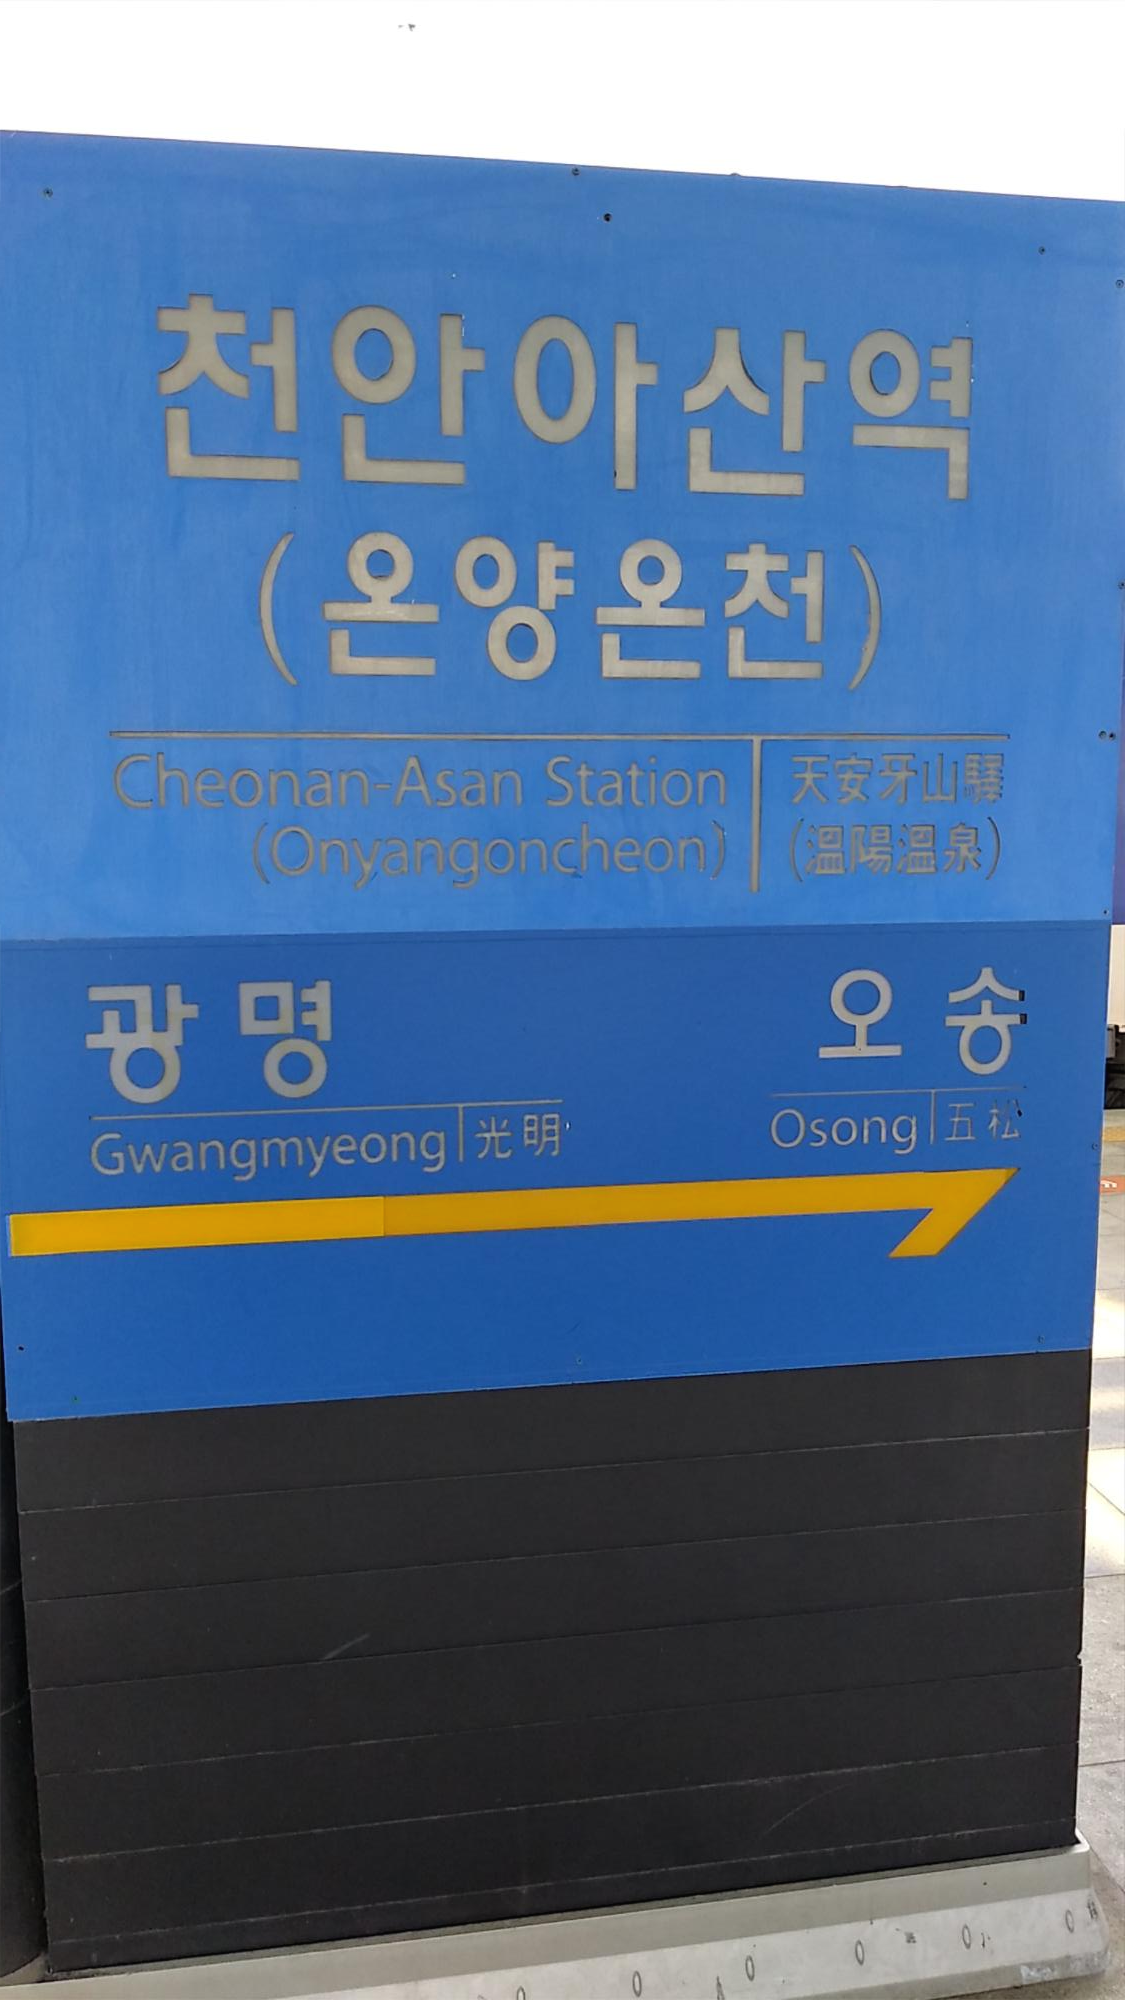 천안아산역
(온양온천)
Cheonan-Asan Station
(Onyangoncheon)
天安牙山驛
(溫陽溫泉)
광명
Gwangmyeong 光明
오송
Osong 五松